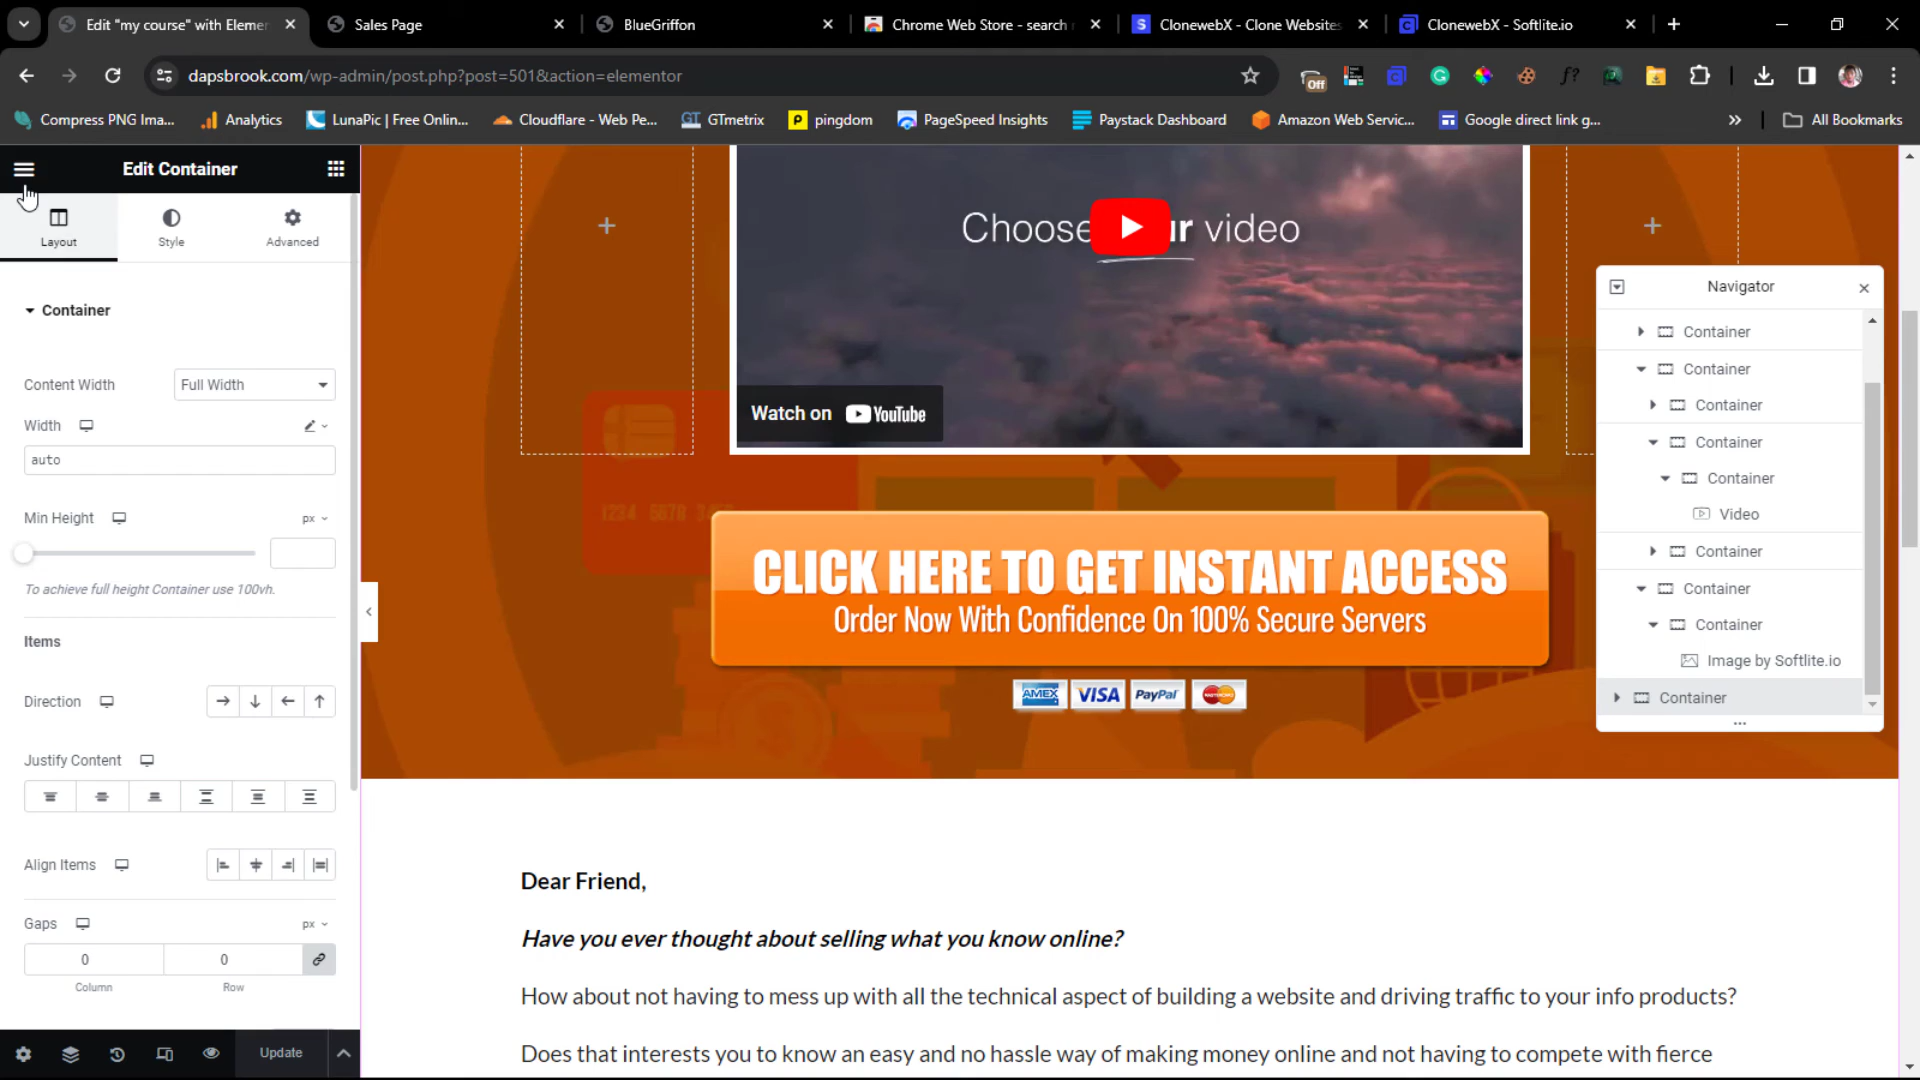 Edit "my course" with Elemen
Sales Page
BlueGriffon
Chrome Web Store - search
ClonewebX - Clone Websites
ClonewebX - Softlite.io
dapsbrook.com/wp-admin/post.php?post=501&action=elementor
Off
f?
Compress PNG Ima...
Analytics
LunaPic | Free Onlin...
Cloudflare - Web Pe...
GTmetrix
pingdom
PageSpeed Insights
Paystack Dashboard
Amazon Web Servic...
Google direct link g...
All Bookmarks
Edit Container
Layout
Style
Advanced
Container
Content Width
Full Width
Width
auto
Min Height
px
To achieve full height Container use 100vh.
Items
Direction
Justify Content
Align Items
Gaps
px
0
0
Column
Row
Update
Choose your video
Watch on YouTube
CLICK HERE TO GET INSTANT ACCESS
Order Now With Confidence On 100% Secure Servers
AMEX VISA PayPal MASTERCARD
Dear Friend,
Have you ever thought about selling what you know online?
How about not having to mess up with all the technical aspect of building a website and driving traffic to your info products?
Does that interests you to know an easy and no hassle way of making money online and not having to compete with fierce
Navigator
Container
Container
Container
Container
Container
Video
Container
Container
Container
Image by Softlite.io
Container